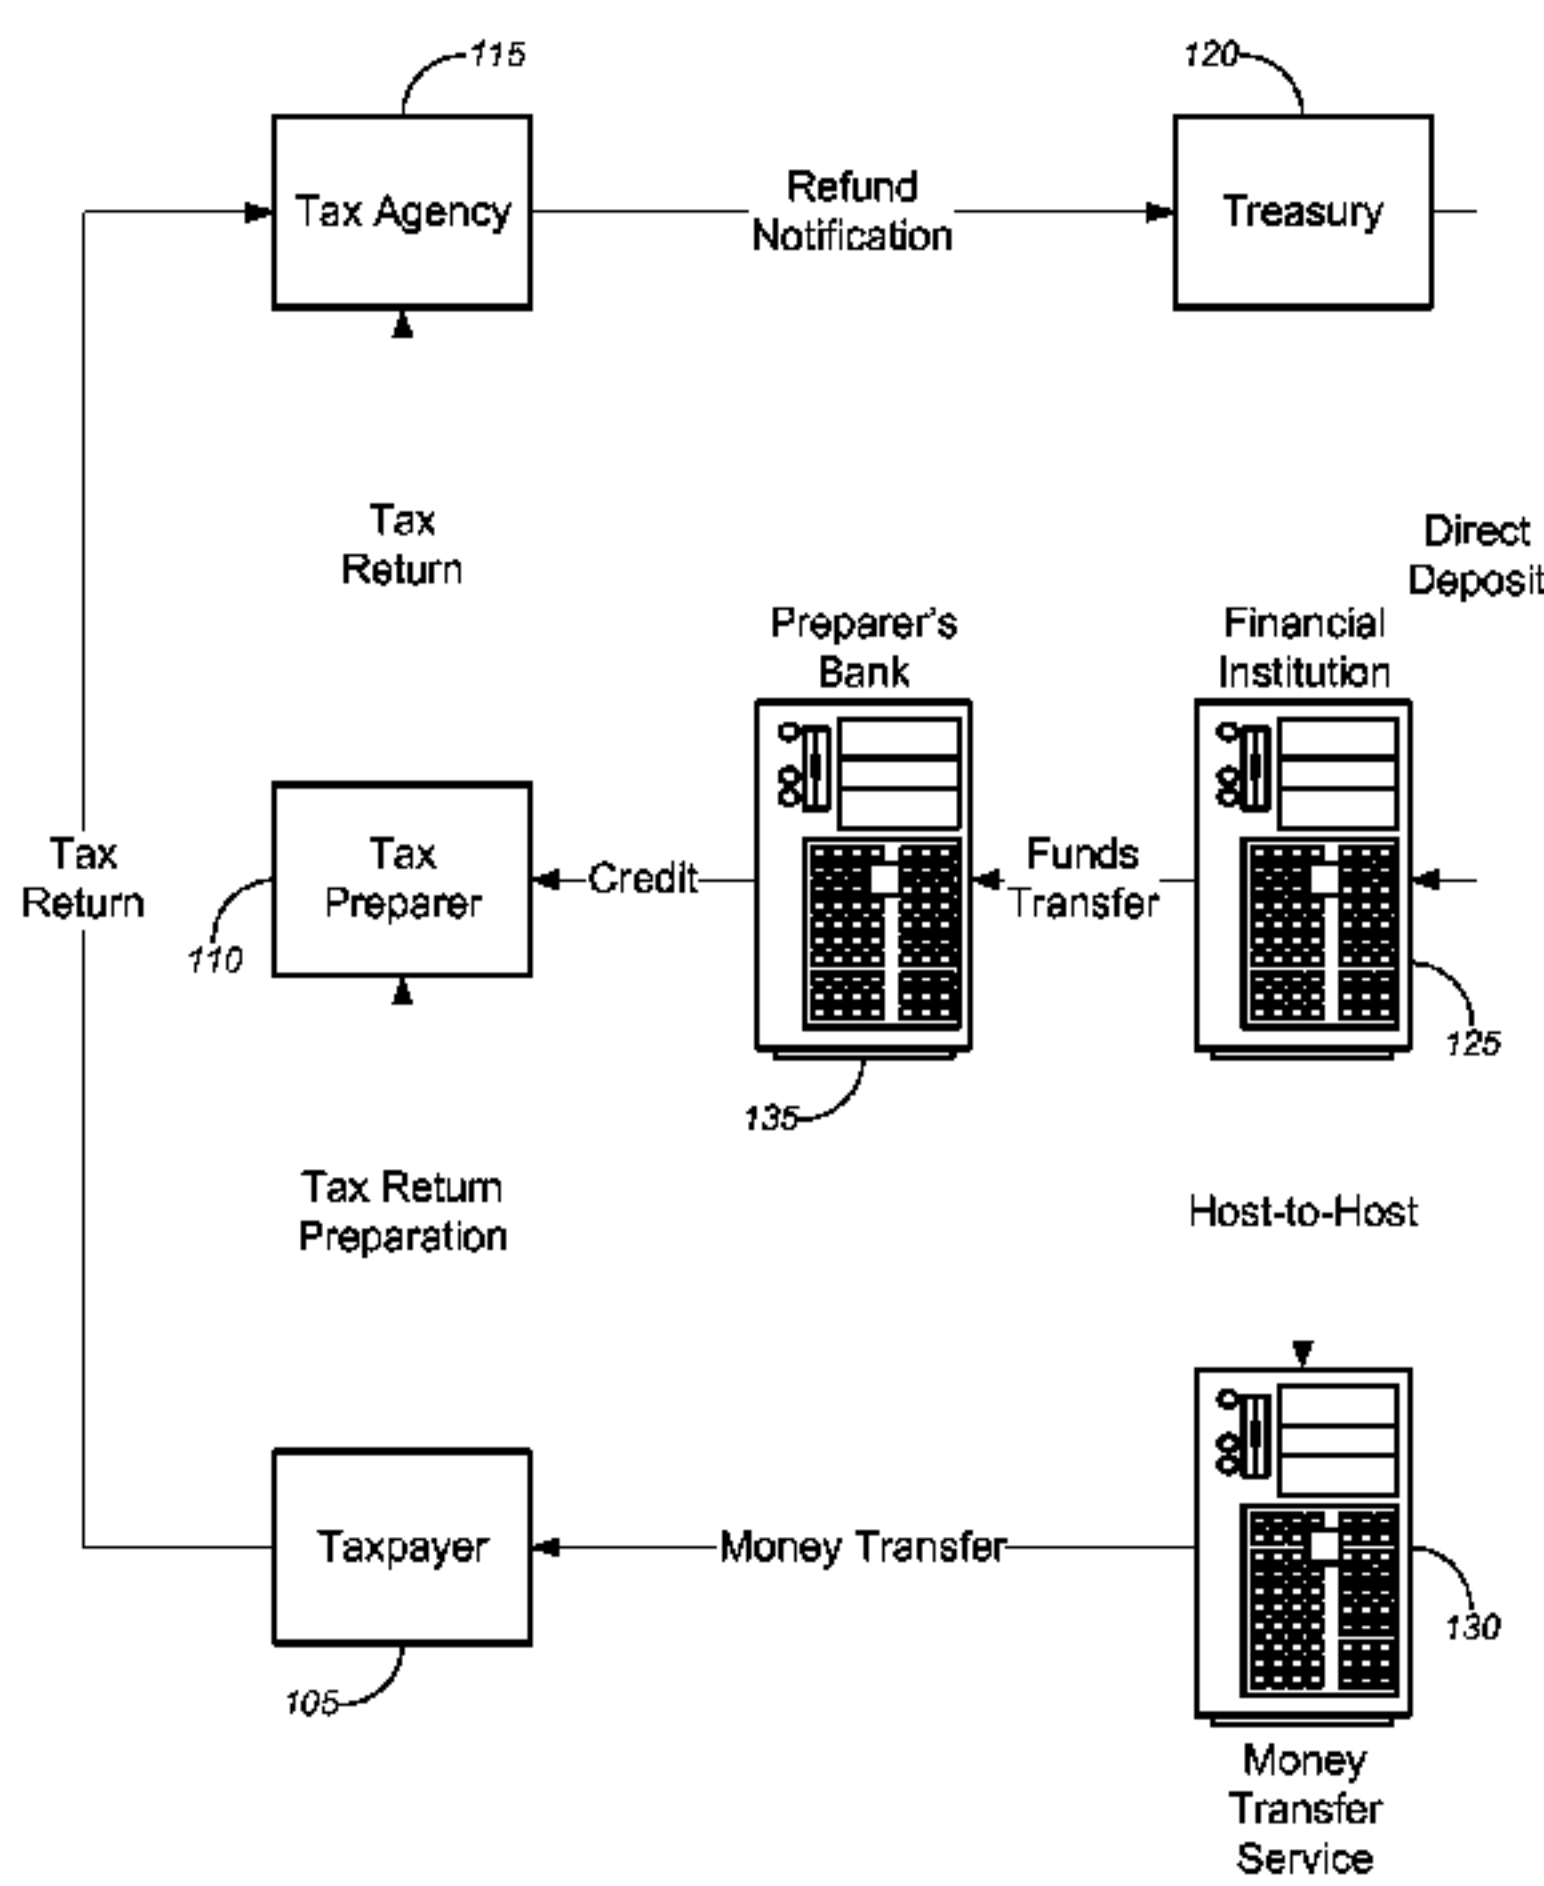 115
120
Tax Agency
Refund
Notification
Treasury
Tax
Return
Direct
Deposit
Preparer's
Bank
Financial
Institution
Tax
Return
Tax
Preparer
Credit
Funds
Transfer
110
125
135
Tax Return
Preparation
Host-to-Host
Taxpayer
Money Transfer
130
105
Money
Transfer
Service